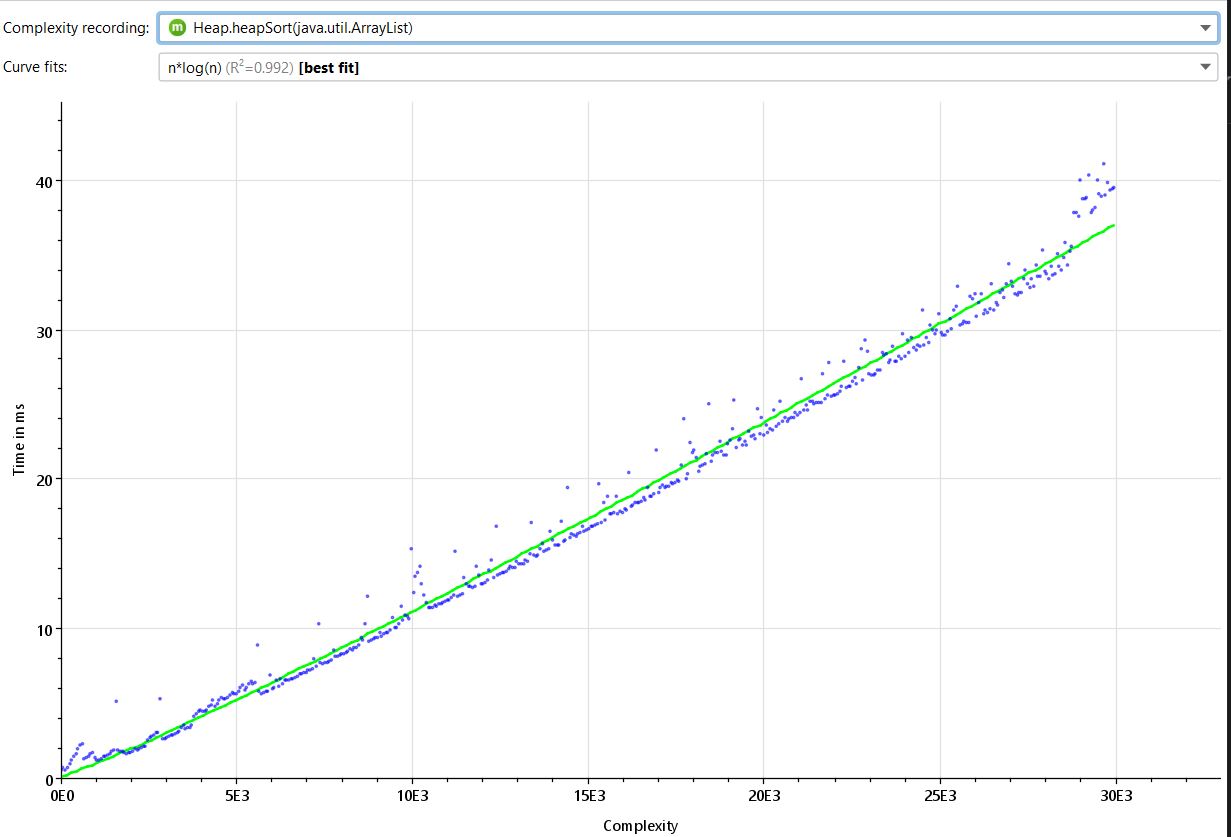 Complexity recording: m Heap.heapSort(java.util.ArrayList)
Curve fits: n*log(n) (R²=0.992) [best fit]
40
30
20
10
0
Time in ms
0E0 5E3 10E3 15E3 20E3 25E3 30E3
Complexity